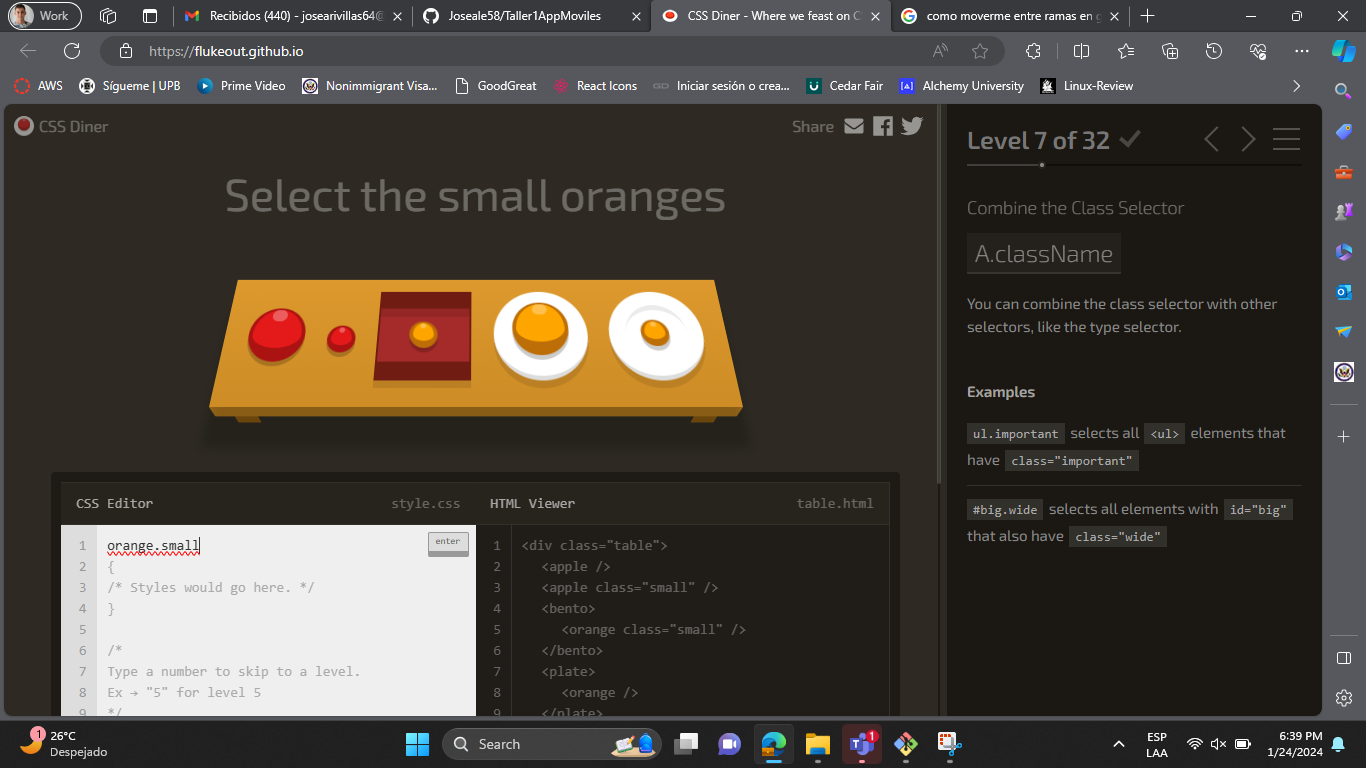 Work
Recibidos (440) - josearivillas64@
Joseale58/Taller1AppMoviles
CSS Diner - Where we feast on C
como moverme entre ramas en g
https://flukeout.github.io
AWS
Sígueme | UPB
Prime Video
Nonimmigrant Visa...
GoodGreat
React Icons
Iniciar sesión o crea...
Cedar Fair
Alchemy University
Linux-Review
CSS Diner
Share
Select the small oranges
CSS Editor
style.css
HTML Viewer
table.html
1 orange.small
enter
2 {
3 /* Styles would go here. */
4 }
5
6 /*
7 Type a number to skip to a level.
8 Ex → "5" for level 5
9 */
1 <div class="table">
2 <apple />
3 <apple class="small" />
4 <bento>
5 <orange class="small" />
6 </bento>
7 <plate>
8 <orange />
9 </plate>
Level 7 of 32
Combine the Class Selector
A.className
You can combine the class selector with other
selectors, like the type selector.
Examples
ul.important selects all <ul> elements that
have class="important"
#big.wide selects all elements with id="big"
that also have class="wide"
1
26°C
Despejado
Search
1
ESP
LAA
6:39 PM
1/24/2024